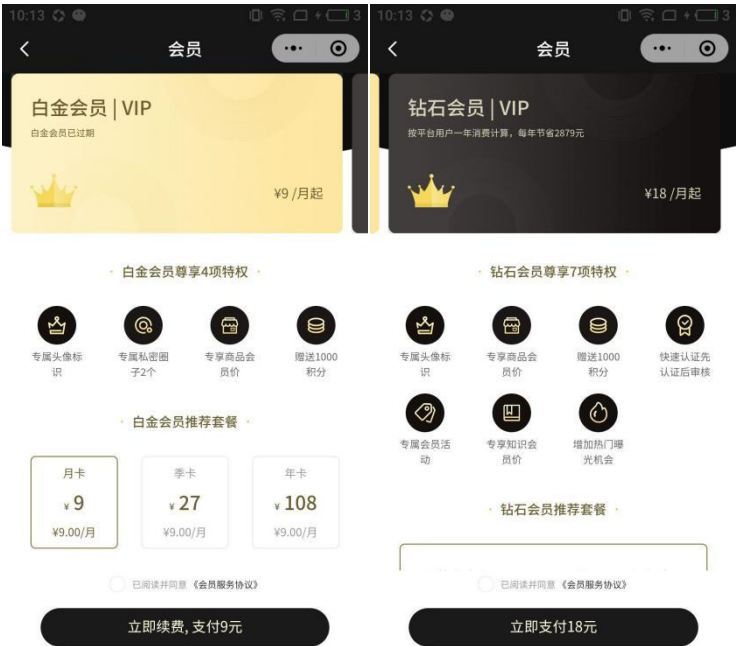 10:13
3
会员
白金会员 | VIP
白金会员已过期
¥9 /月起
· 白金会员尊享4项特权 ·
专属头像标
识
专属私密圈
子2个
专享商品会
员价
赠送1000
积分
· 白金会员推荐套餐 ·
月卡
¥ 9
¥9.00/月
季卡
¥ 27
¥9.00/月
年卡
¥ 108
¥9.00/月
已阅读并同意《会员服务协议》
立即续费, 支付9元
10:13
3
会员
钻石会员 | VIP
按平台用户一年消费计算，每年节省2879元
¥18 /月起
· 钻石会员尊享7项特权 ·
专属头像标
识
专享商品会
员价
赠送1000
积分
快速认证先
认证后审核
专属会员活
动
专享知识会
员价
增加热门曝
光机会
· 钻石会员推荐套餐 ·
已阅读并同意《会员服务协议》
立即支付18元